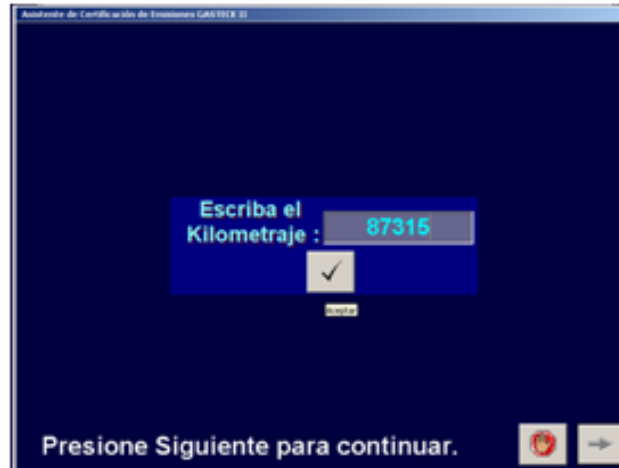 Asistente de Certificación de Emisiones GASTECK II
Escriba el
Kilometraje :
87315
Aceptar
Presione Siguiente para continuar.